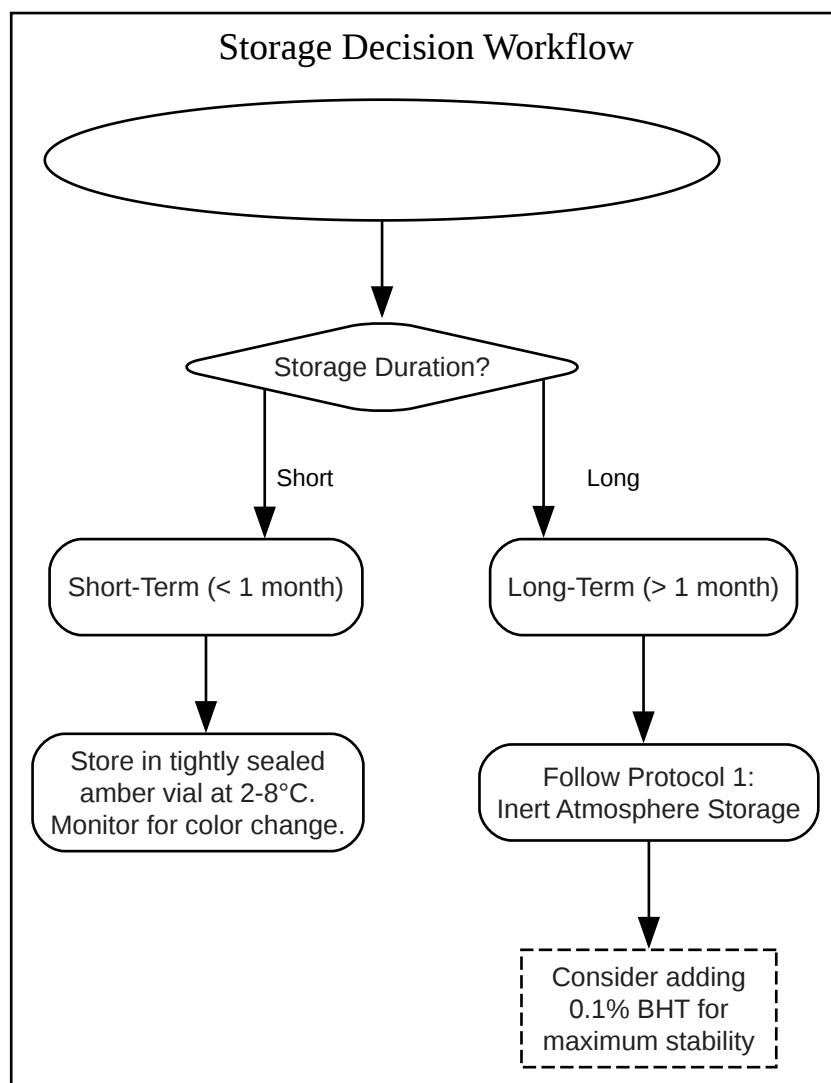 Storage Decision Workflow
Storage Duration?
Short
Long
Short-Term (< 1 month)
Long-Term (> 1 month)
Store in tightly sealed
amber vial at 2-8°C.
Monitor for color change.
Follow Protocol 1:
Inert Atmosphere Storage
Consider adding
0.1% BHT for
maximum stability